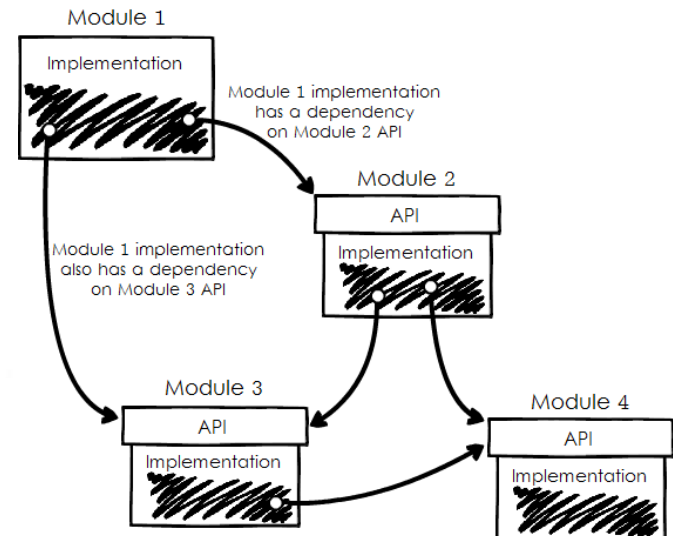 Module 1
Implementation
Module 1 implementation
has a dependency
on Module 2 API
Module 2
API
Implementation
Module 1 implementation
also has a dependency
on Module 3 API
Module 3
API
Implementation
Module 4
API
Implementation